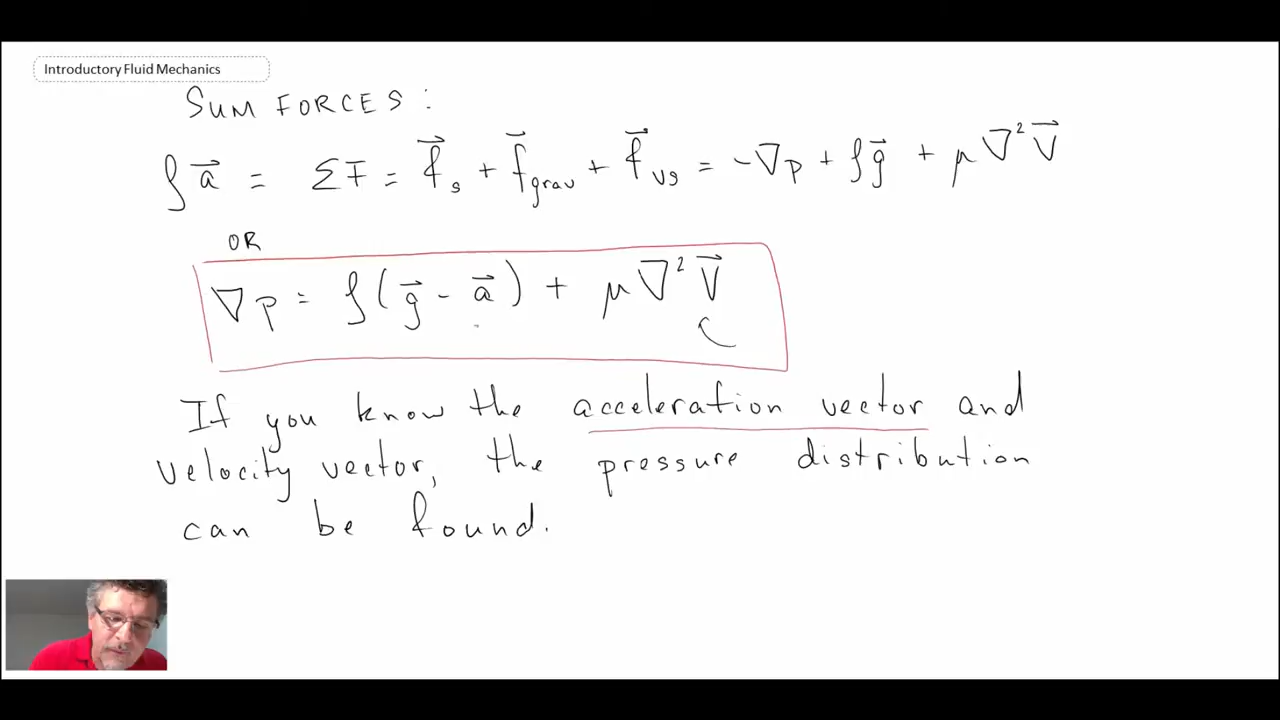 Introductory Fluid Mechanics
SUM FORCES:
ρa⃗ = ΣF = f⃗s + f⃗grav + f⃗vs = -∇p + ρg⃗ + μ∇²V⃗
OR
∇p = ρ(g⃗ - a⃗) + μ∇²V⃗
If you know the acceleration vector and
velocity vector, the pressure distribution
can be found.